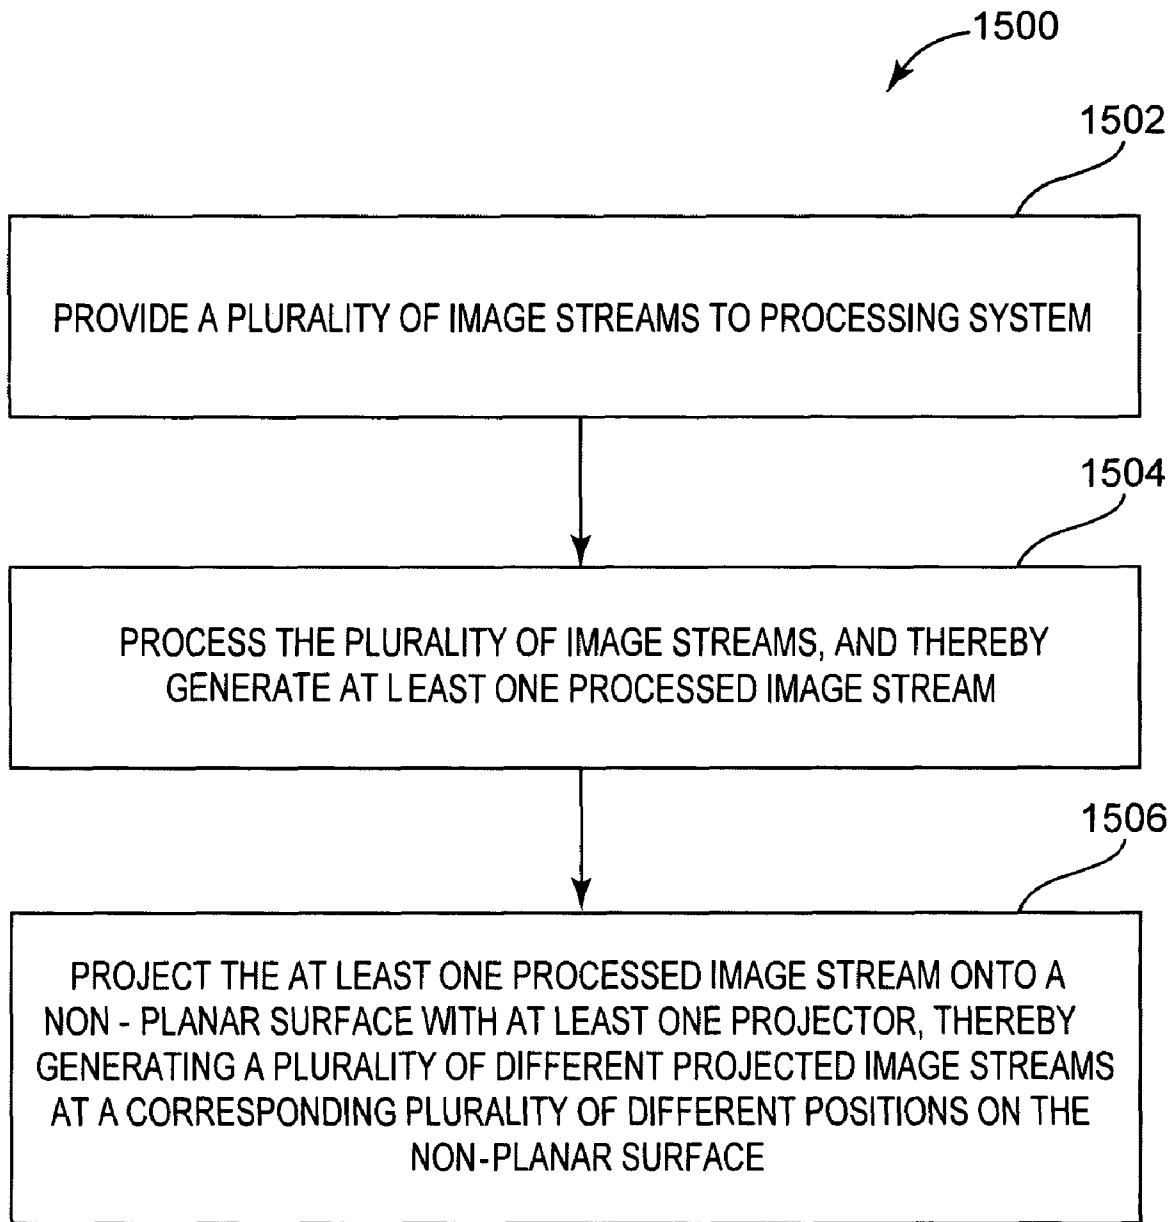 1500
1502
PROVIDE A PLURALITY OF IMAGE STREAMS TO PROCESSING SYSTEM
1504
PROCESS THE PLURALITY OF IMAGE STREAMS, AND THEREBY
GENERATE AT LEAST ONE PROCESSED IMAGE STREAM
1506
PROJECT THE AT LEAST ONE PROCESSED IMAGE STREAM ONTO A
NON - PLANAR SURFACE WITH AT LEAST ONE PROJECTOR, THEREBY
GENERATING A PLURALITY OF DIFFERENT PROJECTED IMAGE STREAMS
AT A CORRESPONDING PLURALITY OF DIFFERENT POSITIONS ON THE
NON-PLANAR SURFACE